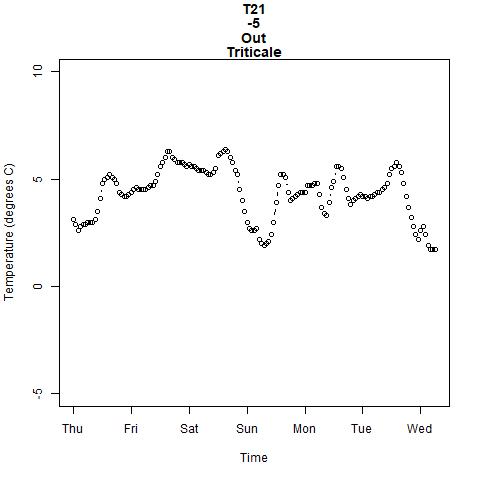 T21
-5
Out
Triticale
Temperature (degrees C)
10
5
0
-5
Thu Fri Sat Sun Mon Tue Wed
Time